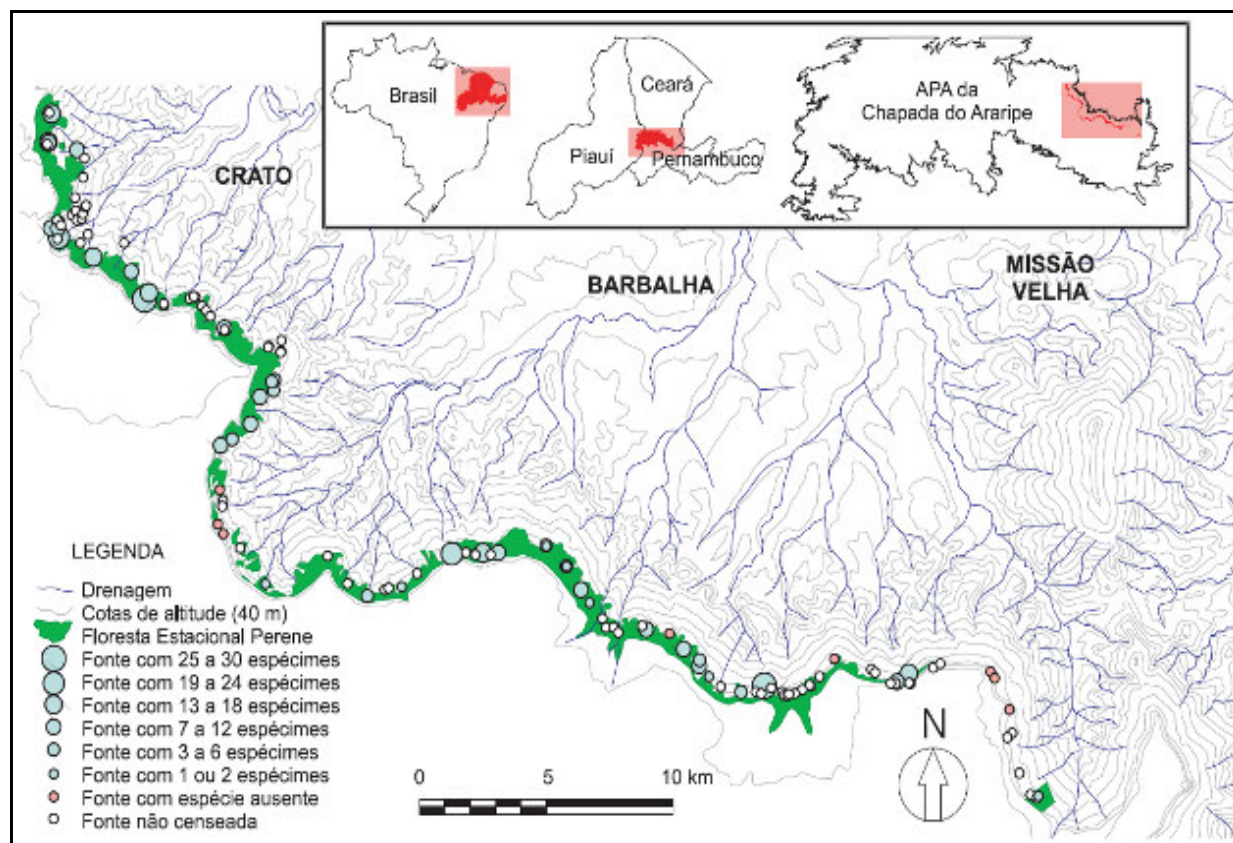 Brasil
Ceará
Piauí
Pernambuco
APA da
Chapada do Araripe
CRATO
BARBALHA
MISSÃO
VELHA
LEGENDA
Drenagem
Cotas de altitude (40 m)
Floresta Estacional Perene
Fonte com 25 a 30 espécimes
Fonte com 19 a 24 espécimes
Fonte com 13 a 18 espécimes
Fonte com 7 a 12 espécimes
Fonte com 3 a 6 espécimes
Fonte com 1 ou 2 espécimes
Fonte com espécie ausente
Fonte não censeada
0 5 10 km
N